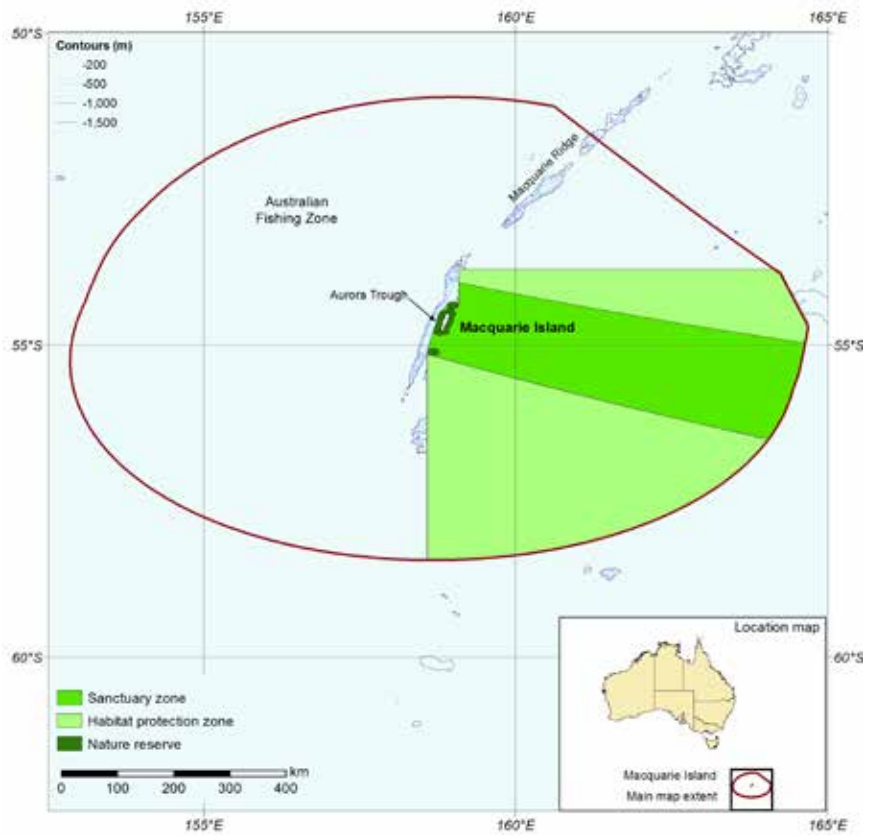 155°E 160°E 165°E
50°S
Contours (m)
-200
-500
-1,000
-1,500
Macquarie Ridge
Australian
Fishing Zone
Aurora Trough
Macquarie Island
55°S 55°S
Location map
60°S 60°S
Sanctuary zone
Habitat protection zone
Nature reserve
km
0 100 200 300 400
Macquarie Island
Main map extent
155°E 160°E 165°E